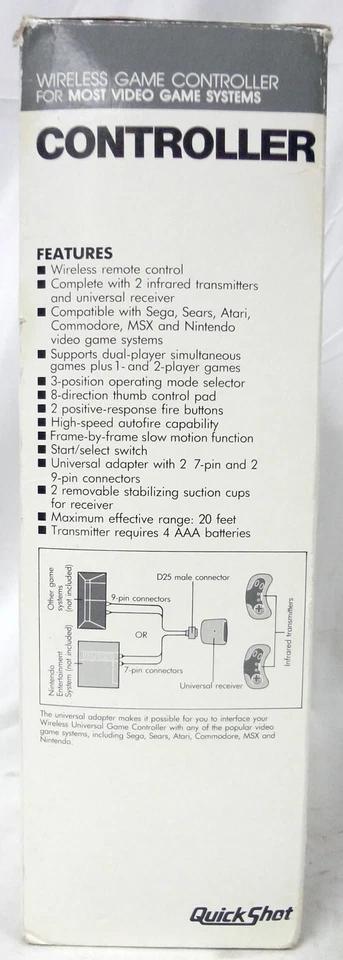 WIRELESS GAME CONTROLLER
FOR MOST VIDEO GAME SYSTEMS
CONTROLLER
FEATURES
■ Wireless remote control
■ Complete with 2 infrared transmitters
and universal receiver
■ Compatible with Sega, Sears, Atari,
Commodore, MSX and Nintendo
video game systems
■ Supports dual-player simultaneous
games plus 1- and 2-player games
■ 3-position operating mode selector
■ 8-direction thumb control pad
■ 2 positive-response fire buttons
■ High-speed autofire capability
■ Frame-by-frame slow motion function
■ Start/select switch
■ Universal adapter with 2 7-pin and 2
9-pin connectors
■ 2 removable stabilizing suction cups
for receiver
■ Maximum effective range: 20 feet
■ Transmitter requires 4 AAA batteries
Other game
systems
(not included)
D25 male connector
9-pin connectors
OR
Nintendo
Entertainment
System (not included)
7-pin connectors
Universal receiver
Infrared transmitters
The universal adapter makes it possible for you to interface your
Wireless Universal Game Controller with any of the popular video
game systems, including Sega, Sears, Atari, Commodore, MSX and
Nintendo.
QuickShot